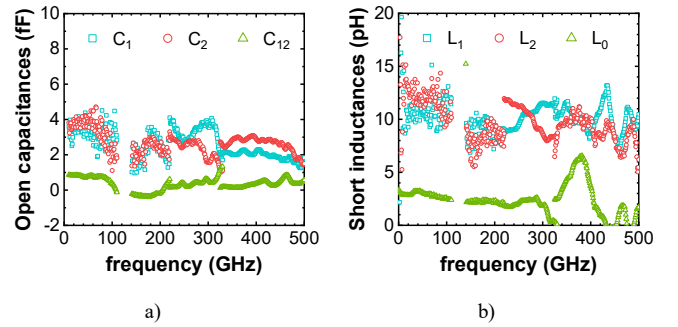 Open capacitances (fF)
10
8
6
4
2
0
-2
C1 C2 C12
0 100 200 300 400 500
frequency (GHz)
a)
Short inductances (pH)
20
15
10
5
0
L1 L2 L0
0 100 200 300 400 500
frequency (GHz)
b)